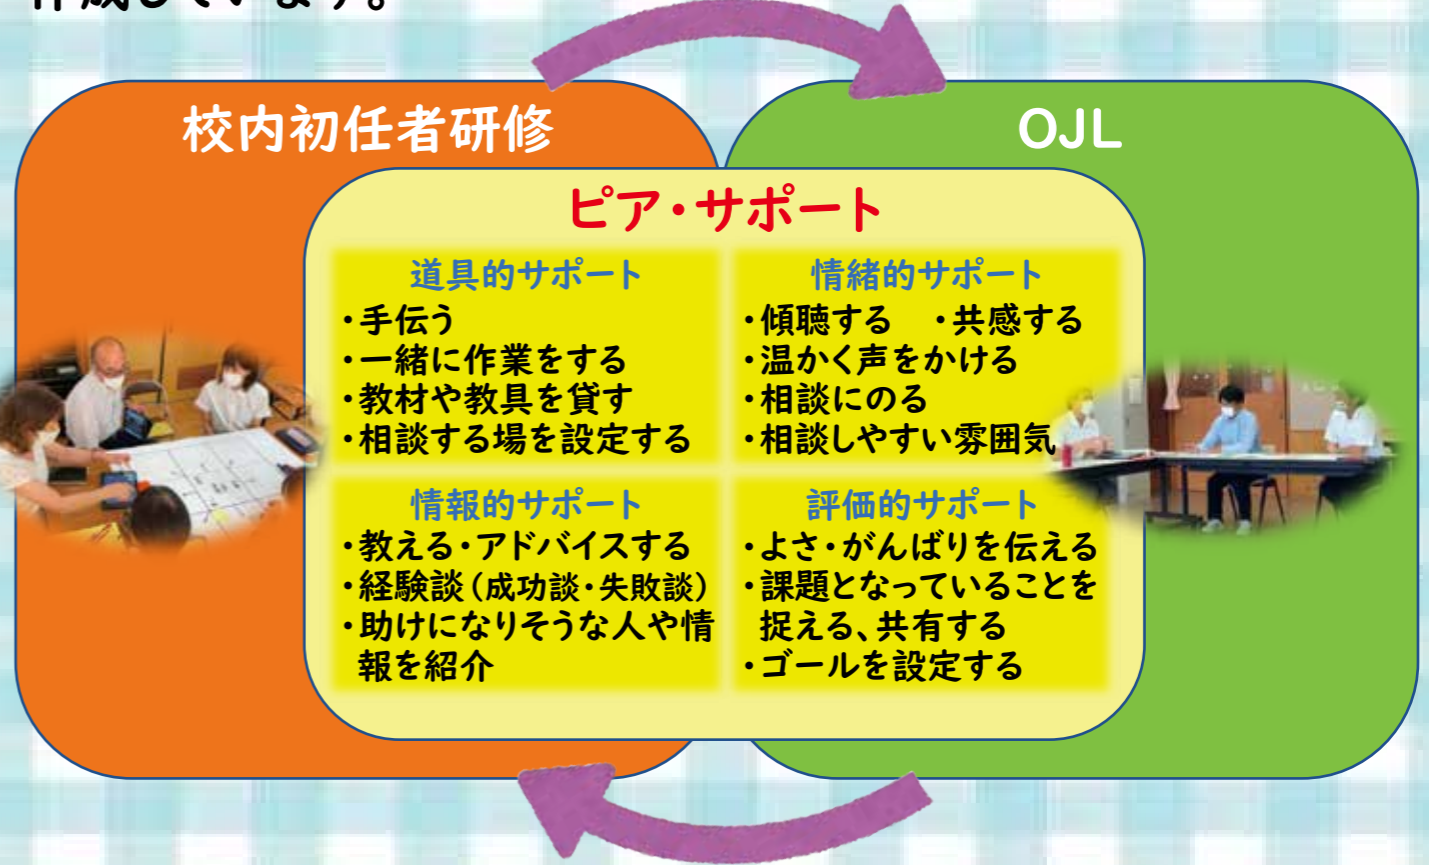 作成しています。
校内初任者研修
OJL
ピア・サポート
道具的サポート
・手伝う
・一緒に作業をする
・教材や教具を貸す
・相談する場を設定する
情緒的サポート
・傾聴する　・共感する
・温かく声をかける
・相談にのる
・相談しやすい雰囲気
情報的サポート
・教える・アドバイスする
・経験談（成功談・失敗談）
・助けになりそうな人や情
報を紹介
評価的サポート
・よさ・がんばりを伝える
・課題となっていることを
捉える、共有する
・ゴールを設定する